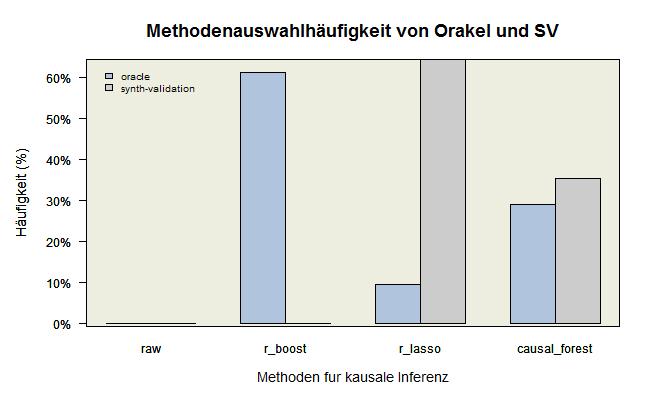 Methodenauswahlhäufigkeit von Orakel und SV
oracle
synth-validation
60%
50%
40%
30%
20%
10%
0%
Häufigkeit (%)
raw r_boost r_lasso causal_forest
Methoden fur kausale Inferenz